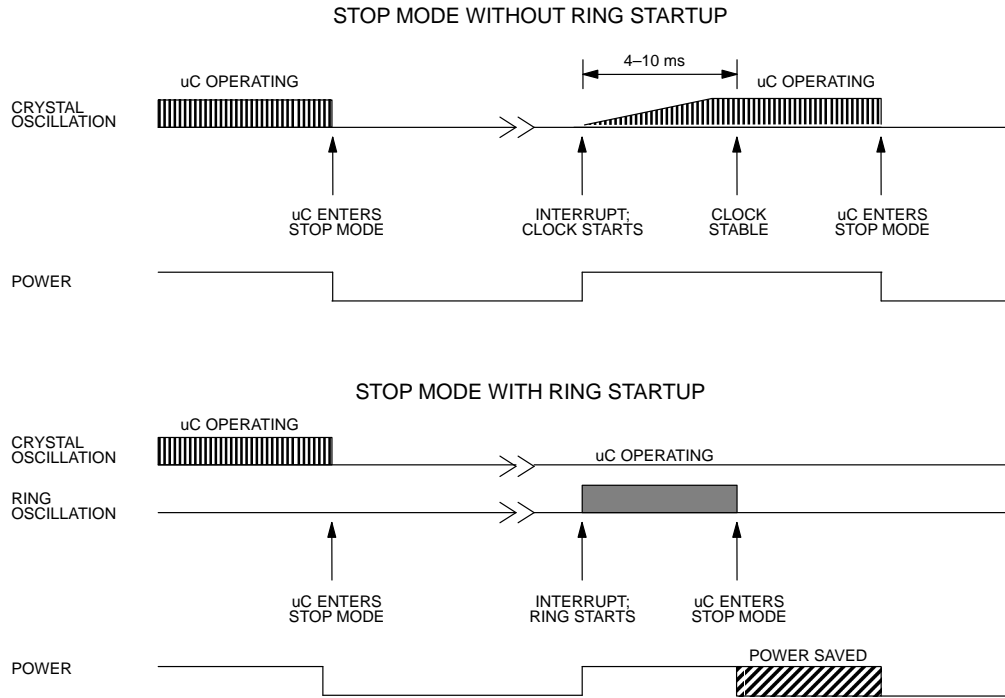 STOP MODE WITHOUT RING STARTUP
4–10 ms
uC OPERATING
uC OPERATING
CRYSTAL
OSCILLATION
uC ENTERS
STOP MODE
INTERRUPT;
CLOCK STARTS
CLOCK
STABLE
uC ENTERS
STOP MODE
POWER
STOP MODE WITH RING STARTUP
uC OPERATING
CRYSTAL
OSCILLATION
uC OPERATING
RING
OSCILLATION
uC ENTERS
STOP MODE
INTERRUPT;
RING STARTS
uC ENTERS
STOP MODE
POWER SAVED
POWER